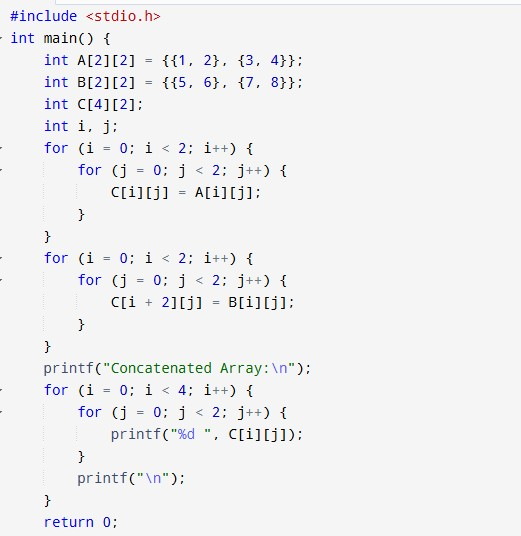 #include <stdio.h>
int main() {
    int A[2][2] = {{1, 2}, {3, 4}};
    int B[2][2] = {{5, 6}, {7, 8}};
    int C[4][2];
    int i, j;
    for (i = 0; i < 2; i++) {
        for (j = 0; j < 2; j++) {
            C[i][j] = A[i][j];
        }
    }
    for (i = 0; i < 2; i++) {
        for (j = 0; j < 2; j++) {
            C[i + 2][j] = B[i][j];
        }
    }
    printf("Concatenated Array:\n");
    for (i = 0; i < 4; i++) {
        for (j = 0; j < 2; j++) {
            printf("%d ", C[i][j]);
        }
        printf("\n");
    }
    return 0;